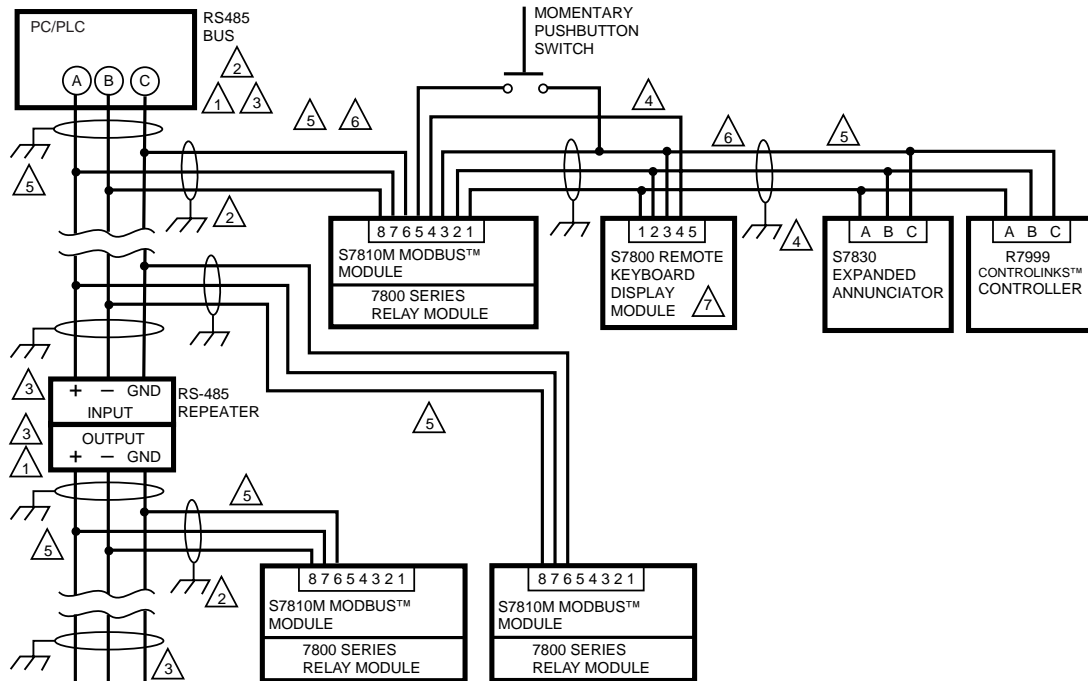 PC/PLC
RS485
BUS
A B C
2
1 3
5 6
MOMENTARY
PUSHBUTTON
SWITCH
4
6 5
5
2
4
8 7 6 5 4 3 2 1
S7810M MODBUS™
MODULE
7800 SERIES
RELAY MODULE
1 2 3 4 5
S7800 REMOTE
KEYBOARD
DISPLAY
MODULE
7
A B C
S7830
EXPANDED
ANNUNCIATOR
A B C
R7999
CONTROLINKS™
CONTROLLER
3
+ – GND
INPUT
RS-485
REPEATER
3
OUTPUT
+ – GND
1
5
5
5
2
3
8 7 6 5 4 3 2 1
S7810M MODBUS™
MODULE
7800 SERIES
RELAY MODULE
8 7 6 5 4 3 2 1
S7810M MODBUS™
MODULE
7800 SERIES
RELAY MODULE